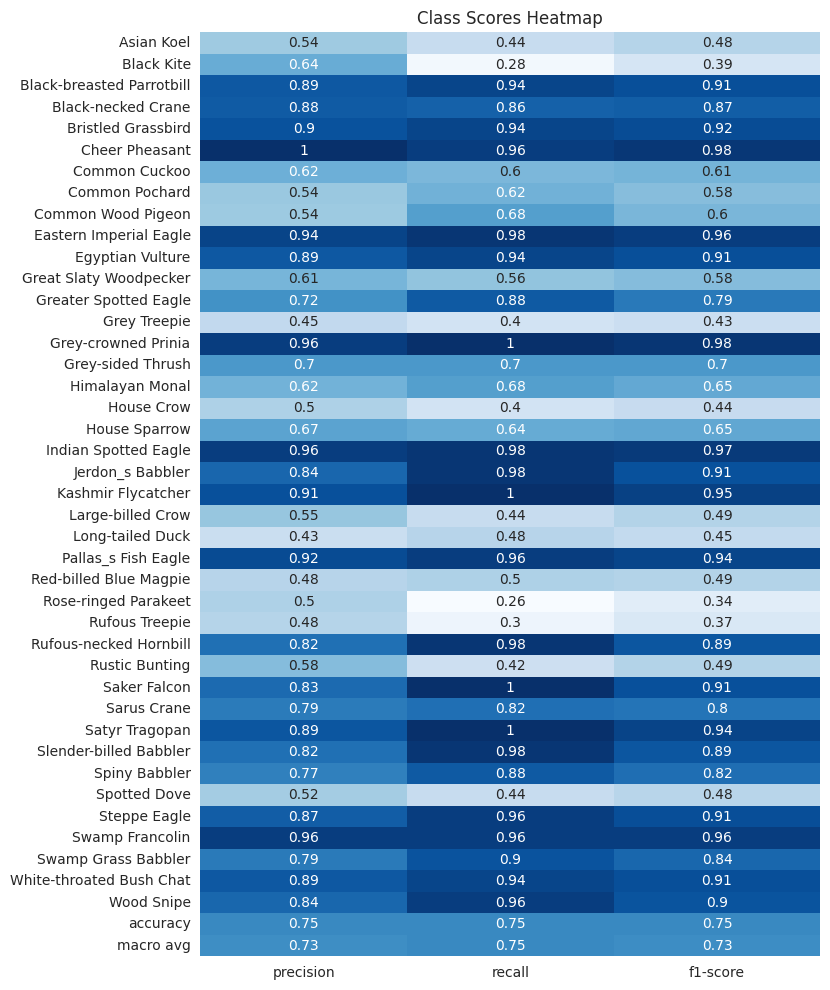 Class Scores Heatmap
Asian Koel 0.54 0.44 0.48
Black Kite 0.64 0.28 0.39
Black-breasted Parrotbill 0.89 0.94 0.91
Black-necked Crane 0.88 0.86 0.87
Bristled Grassbird 0.9 0.94 0.92
Cheer Pheasant 1 0.96 0.98
Common Cuckoo 0.62 0.6 0.61
Common Pochard 0.54 0.62 0.58
Common Wood Pigeon 0.54 0.68 0.6
Eastern Imperial Eagle 0.94 0.98 0.96
Egyptian Vulture 0.89 0.94 0.91
Great Slaty Woodpecker 0.61 0.56 0.58
Greater Spotted Eagle 0.72 0.88 0.79
Grey Treepie 0.45 0.4 0.43
Grey-crowned Prinia 0.96 1 0.98
Grey-sided Thrush 0.7 0.7 0.7
Himalayan Monal 0.62 0.68 0.65
House Crow 0.5 0.4 0.44
House Sparrow 0.67 0.64 0.65
Indian Spotted Eagle 0.96 0.98 0.97
Jerdon_s Babbler 0.84 0.98 0.91
Kashmir Flycatcher 0.91 1 0.95
Large-billed Crow 0.55 0.44 0.49
Long-tailed Duck 0.43 0.48 0.45
Pallas_s Fish Eagle 0.92 0.96 0.94
Red-billed Blue Magpie 0.48 0.5 0.49
Rose-ringed Parakeet 0.5 0.26 0.34
Rufous Treepie 0.48 0.3 0.37
Rufous-necked Hornbill 0.82 0.98 0.89
Rustic Bunting 0.58 0.42 0.49
Saker Falcon 0.83 1 0.91
Sarus Crane 0.79 0.82 0.8
Satyr Tragopan 0.89 1 0.94
Slender-billed Babbler 0.82 0.98 0.89
Spiny Babbler 0.77 0.88 0.82
Spotted Dove 0.52 0.44 0.48
Steppe Eagle 0.87 0.96 0.91
Swamp Francolin 0.96 0.96 0.96
Swamp Grass Babbler 0.79 0.9 0.84
White-throated Bush Chat 0.89 0.94 0.91
Wood Snipe 0.84 0.96 0.9
accuracy 0.75 0.75 0.75
macro avg 0.73 0.75 0.73
precision recall f1-score